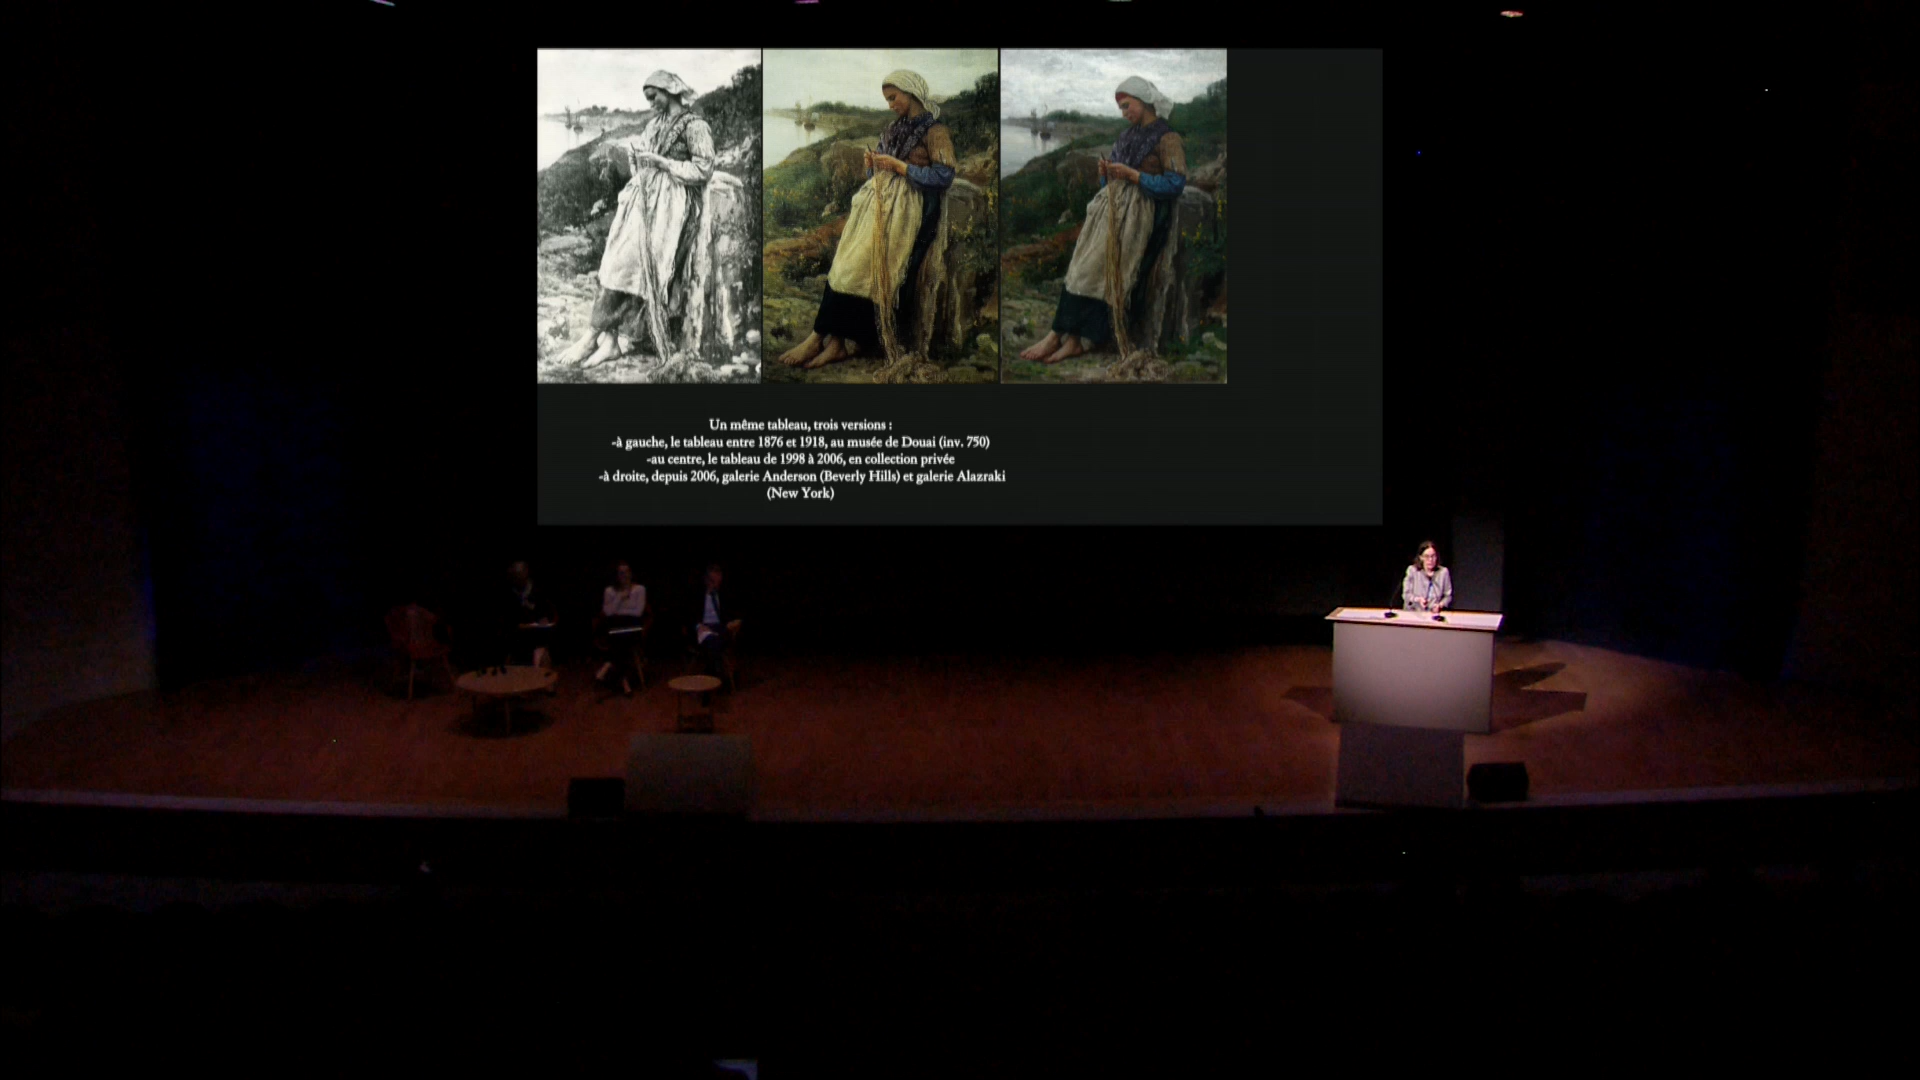 Un même tableau, trois versions :
-à gauche, le tableau entre 1876 et 1918, au musée de Douai (inv. 750)
-au centre, le tableau de 1998 à 2006, en collection privée
-à droite, depuis 2006, galerie Anderson (Beverly Hills) et galerie Alazraki
(New York)